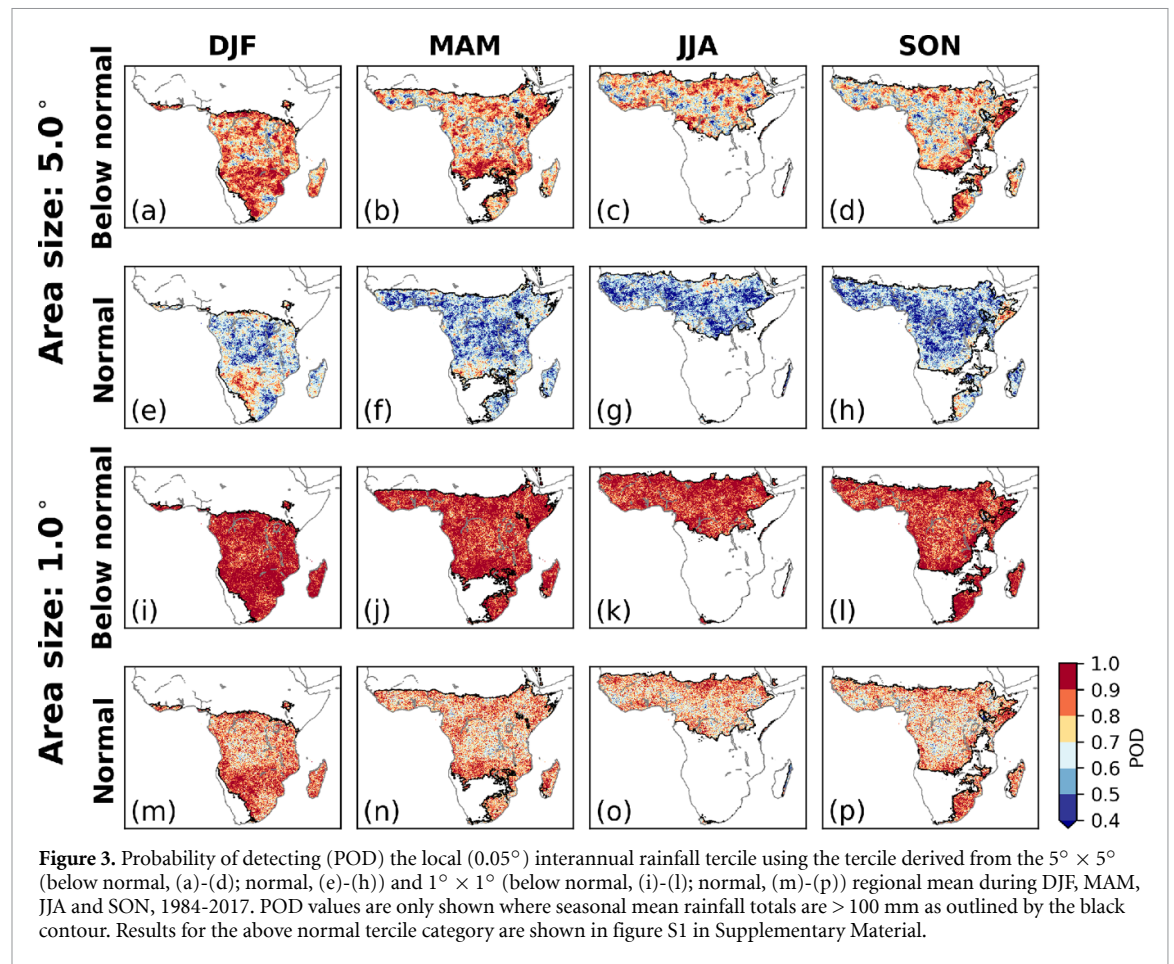 DJF MAM JJA SON
Area size: 5.0°
Below normal
(a) (b) (c) (d)
Normal
(e) (f) (g) (h)
Area size: 1.0°
Below normal
(i) (j) (k) (l)
Normal
(m) (n) (o) (p)
1.0
0.9
0.8
0.7
0.6
0.5
0.4
POD
Figure 3. Probability of detecting (POD) the local (0.05°) interannual rainfall tercile using the tercile derived from the 5° × 5°
(below normal, (a)-(d); normal, (e)-(h)) and 1° × 1° (below normal, (i)-(l); normal, (m)-(p)) regional mean during DJF, MAM,
JJA and SON, 1984-2017. POD values are only shown where seasonal mean rainfall totals are > 100 mm as outlined by the black
contour. Results for the above normal tercile category are shown in figure S1 in Supplementary Material.